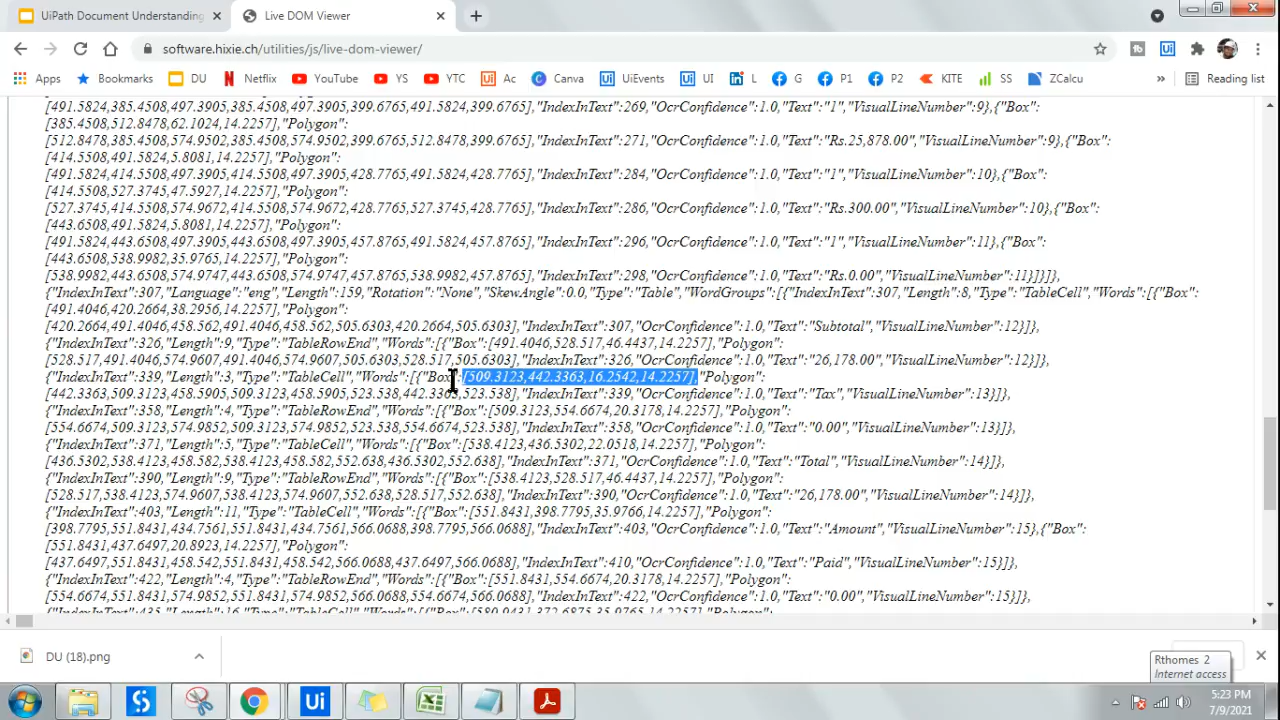 UiPath Document Understanding
Live DOM Viewer
software.hixie.ch/utilities/js/live-dom-viewer/
Apps Bookmarks DU Netflix YouTube YS YTC Ac Canva UiEvents UI L G P1 P2 KITE SS ZCalcu » Reading list
[491.5824,385.4508,497.3905,385.4508,497.3905,399.6765,491.5824,399.6765],"IndexInText":269,"OcrConfidence":1.0,"Text":"1","VisualLineNumber":9},{"Box":
[385.4508,512.8478,62.1024,14.2257],"Polygon":
[512.8478,385.4508,574.9502,385.4508,574.9502,399.6765,512.8478,399.6765],"IndexInText":271,"OcrConfidence":1.0,"Text":"Rs.25,878.00","VisualLineNumber":9},{"Box":
[414.5508,491.5824,5.8081,14.2257],"Polygon":
[491.5824,414.5508,497.3905,414.5508,497.3905,428.7765,491.5824,428.7765],"IndexInText":284,"OcrConfidence":1.0,"Text":"1","VisualLineNumber":10},{"Box":
[414.5508,527.3745,47.5927,14.2257],"Polygon":
[527.3745,414.5508,574.9672,414.5508,574.9672,428.7765,527.3745,428.7765],"IndexInText":286,"OcrConfidence":1.0,"Text":"Rs.300.00","VisualLineNumber":10},{"Box":
[443.6508,491.5824,5.8081,14.2257],"Polygon":
[491.5824,443.6508,497.3905,443.6508,497.3905,457.8765,491.5824,457.8765],"IndexInText":296,"OcrConfidence":1.0,"Text":"1","VisualLineNumber":11},{"Box":
[443.6508,538.9982,35.9765,14.2257],"Polygon":
[538.9982,443.6508,574.9747,443.6508,574.9747,457.8765,538.9982,457.8765],"IndexInText":298,"OcrConfidence":1.0,"Text":"Rs.0.00","VisualLineNumber":11}]}]},
{"IndexInText":307,"Language":"eng","Length":159,"Rotation":"None","SkewAngle":0.0,"Type":"Table","WordGroups":[{"IndexInText":307,"Length":8,"Type":"TableCell","Words":[{"Box":
[491.4046,420.2664,38.2956,14.2257],"Polygon":
[420.2664,491.4046,458.562,491.4046,458.562,505.6303,420.2664,505.6303],"IndexInText":307,"OcrConfidence":1.0,"Text":"Subtotal","VisualLineNumber":12}]},
{"IndexInText":326,"Length":9,"Type":"TableRowEnd","Words":[{"Box":[491.4046,528.517,46.4437,14.2257],"Polygon":
[528.517,491.4046,574.9607,491.4046,574.9607,505.6303,528.517,505.6303],"IndexInText":326,"OcrConfidence":1.0,"Text":"26,178.00","VisualLineNumber":12}]},
{"IndexInText":339,"Length":3,"Type":"TableCell","Words":[{"Box":[509.3123,442.3363,16.2542,14.2257],"Polygon":
[442.3363,509.3123,458.5905,509.3123,458.5905,523.538,442.3363,523.538],"IndexInText":339,"OcrConfidence":1.0,"Text":"Tax","VisualLineNumber":13}]},
{"IndexInText":358,"Length":4,"Type":"TableRowEnd","Words":[{"Box":[509.3123,554.6674,20.3178,14.2257],"Polygon":
[554.6674,509.3123,574.9852,509.3123,574.9852,523.538,554.6674,523.538],"IndexInText":358,"OcrConfidence":1.0,"Text":"0.00","VisualLineNumber":13}]},
{"IndexInText":371,"Length":5,"Type":"TableCell","Words":[{"Box":[538.4123,436.5302,22.0518,14.2257],"Polygon":
[436.5302,538.4123,458.582,538.4123,458.582,552.638,436.5302,552.638],"IndexInText":371,"OcrConfidence":1.0,"Text":"Total","VisualLineNumber":14}]},
{"IndexInText":390,"Length":9,"Type":"TableRowEnd","Words":[{"Box":[538.4123,528.517,46.4437,14.2257],"Polygon":
[528.517,538.4123,574.9607,538.4123,574.9607,552.638,528.517,552.638],"IndexInText":390,"OcrConfidence":1.0,"Text":"26,178.00","VisualLineNumber":14}]},
{"IndexInText":403,"Length":11,"Type":"TableCell","Words":[{"Box":[551.8431,398.7795,35.9766,14.2257],"Polygon":
[398.7795,551.8431,434.7561,551.8431,434.7561,566.0688,398.7795,566.0688],"IndexInText":403,"OcrConfidence":1.0,"Text":"Amount","VisualLineNumber":15},{"Box":
[551.8431,437.6497,20.8923,14.2257],"Polygon":
[437.6497,551.8431,458.542,551.8431,458.542,566.0688,437.6497,566.0688],"IndexInText":410,"OcrConfidence":1.0,"Text":"Paid","VisualLineNumber":15}]},
{"IndexInText":422,"Length":4,"Type":"TableRowEnd","Words":[{"Box":[551.8431,554.6674,20.3178,14.2257],"Polygon":
[554.6674,551.8431,574.9852,551.8431,574.9852,566.0688,554.6674,566.0688],"IndexInText":422,"OcrConfidence":1.0,"Text":"0.00","VisualLineNumber":15}]},
{"IndexInText":435,"Length":16,"Type":"TableCell","Words":[{"Box":[580.9431,372.6875,35.9765,14.2257],"Polygon":
DU (18).png
Rthomes 2
Internet access
5:23 PM
7/9/2021